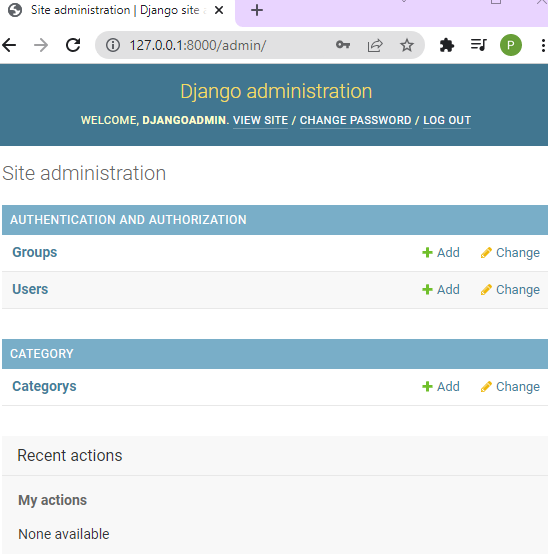 Site administration | Django site a
127.0.0.1:8000/admin/
P
Django administration
WELCOME, DJANGOADMIN. VIEW SITE / CHANGE PASSWORD / LOG OUT
Site administration
AUTHENTICATION AND AUTHORIZATION
Groups Add Change
Users Add Change
CATEGORY
Categorys Add Change
Recent actions
My actions
None available